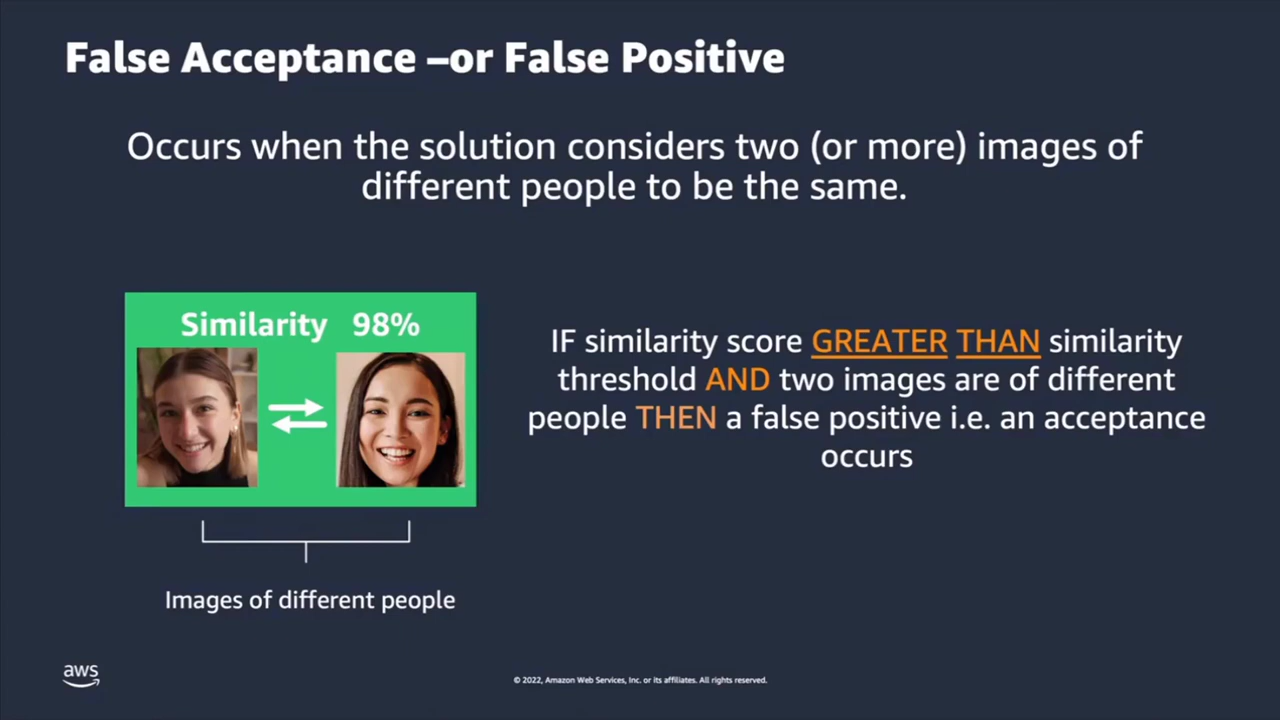 False Acceptance –or False Positive
Occurs when the solution considers two (or more) images of
different people to be the same.
Similarity 98%
IF similarity score GREATER THAN similarity
threshold AND two images are of different
people THEN a false positive i.e. an acceptance
occurs
Images of different people
aws
© 2022, Amazon Web Services, Inc. or its affiliates. All rights reserved.